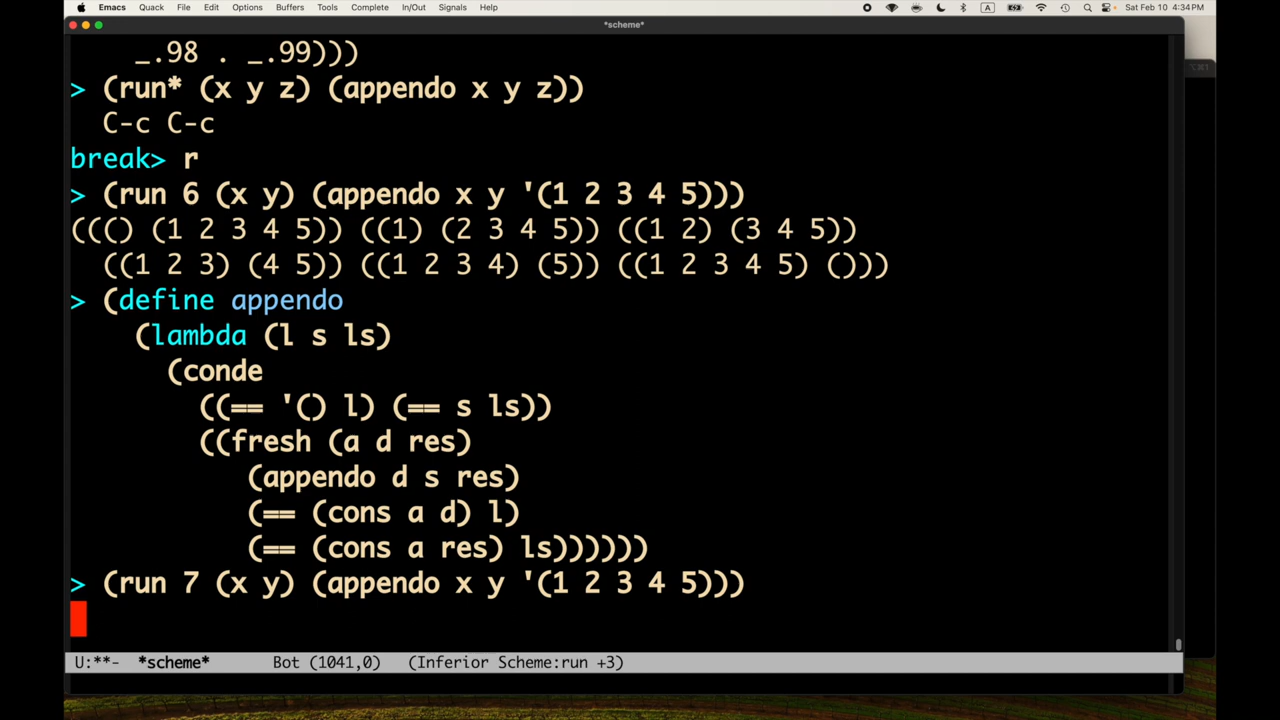 Emacs Quack File Edit Options Buffers Tools Complete In/Out Signals Help A Sat Feb 10 4:34 PM
*scheme*
_.98 . _.99)))
> (run* (x y z) (appendo x y z))
C-c C-c
break> r
> (run 6 (x y) (appendo x y '(1 2 3 4 5)))
((() (1 2 3 4 5)) ((1) (2 3 4 5)) ((1 2) (3 4 5))
((1 2 3) (4 5)) ((1 2 3 4) (5)) ((1 2 3 4 5) ()))
> (define appendo
(lambda (l s ls)
(conde
((== '() l) (== s ls))
((fresh (a d res)
(appendo d s res)
(== (cons a d) l)
(== (cons a res) ls))))))
> (run 7 (x y) (appendo x y '(1 2 3 4 5)))
U:**- *scheme* Bot (1041,0) (Inferior Scheme:run +3)